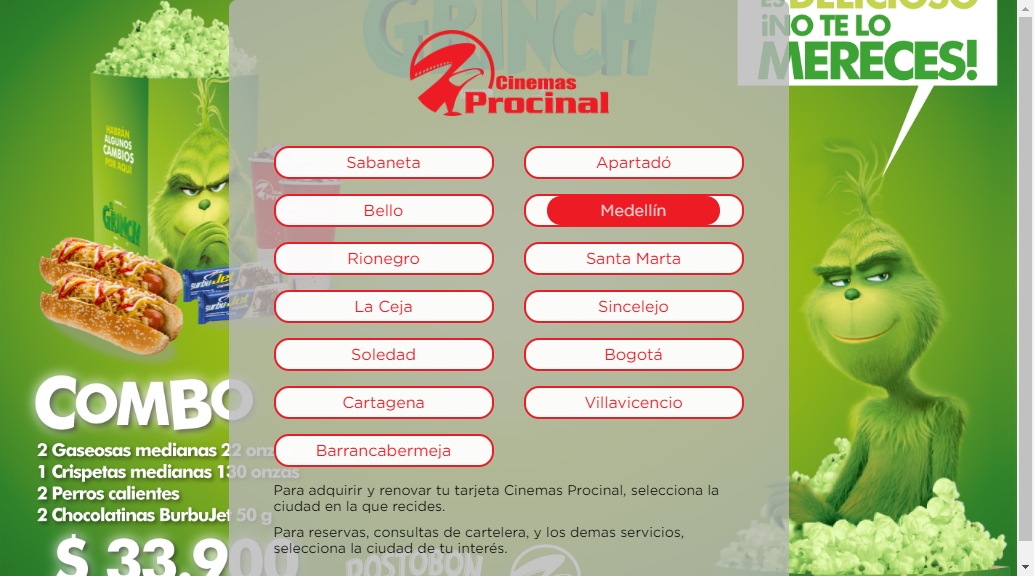 GRINCH
ES DELICIOSO
¡NO TE LO
MERECES!
Cinemas
Procinal
HABRÁN
ALGUNOS
CAMBIOS
POR AQUÍ
GRINCH
Sabaneta
Apartadó
Bello
Medellín
Rionegro
Santa Marta
La Ceja
Sincelejo
Soledad
Bogotá
Cartagena
Villavicencio
Barrancabermeja
COMBO
2 Gaseosas medianas 22 onz
1 Crispetas medianas 130 onzas
2 Perros calientes
2 Chocolatinas BurbuJet 50 g
$ 33.900
Para adquirir y renovar tu tarjeta Cinemas Procinal, selecciona la
ciudad en la que recides.
Para reservas, consultas de cartelera, y los demas servicios,
selecciona la ciudad de tu interés.
POSTOBÓN